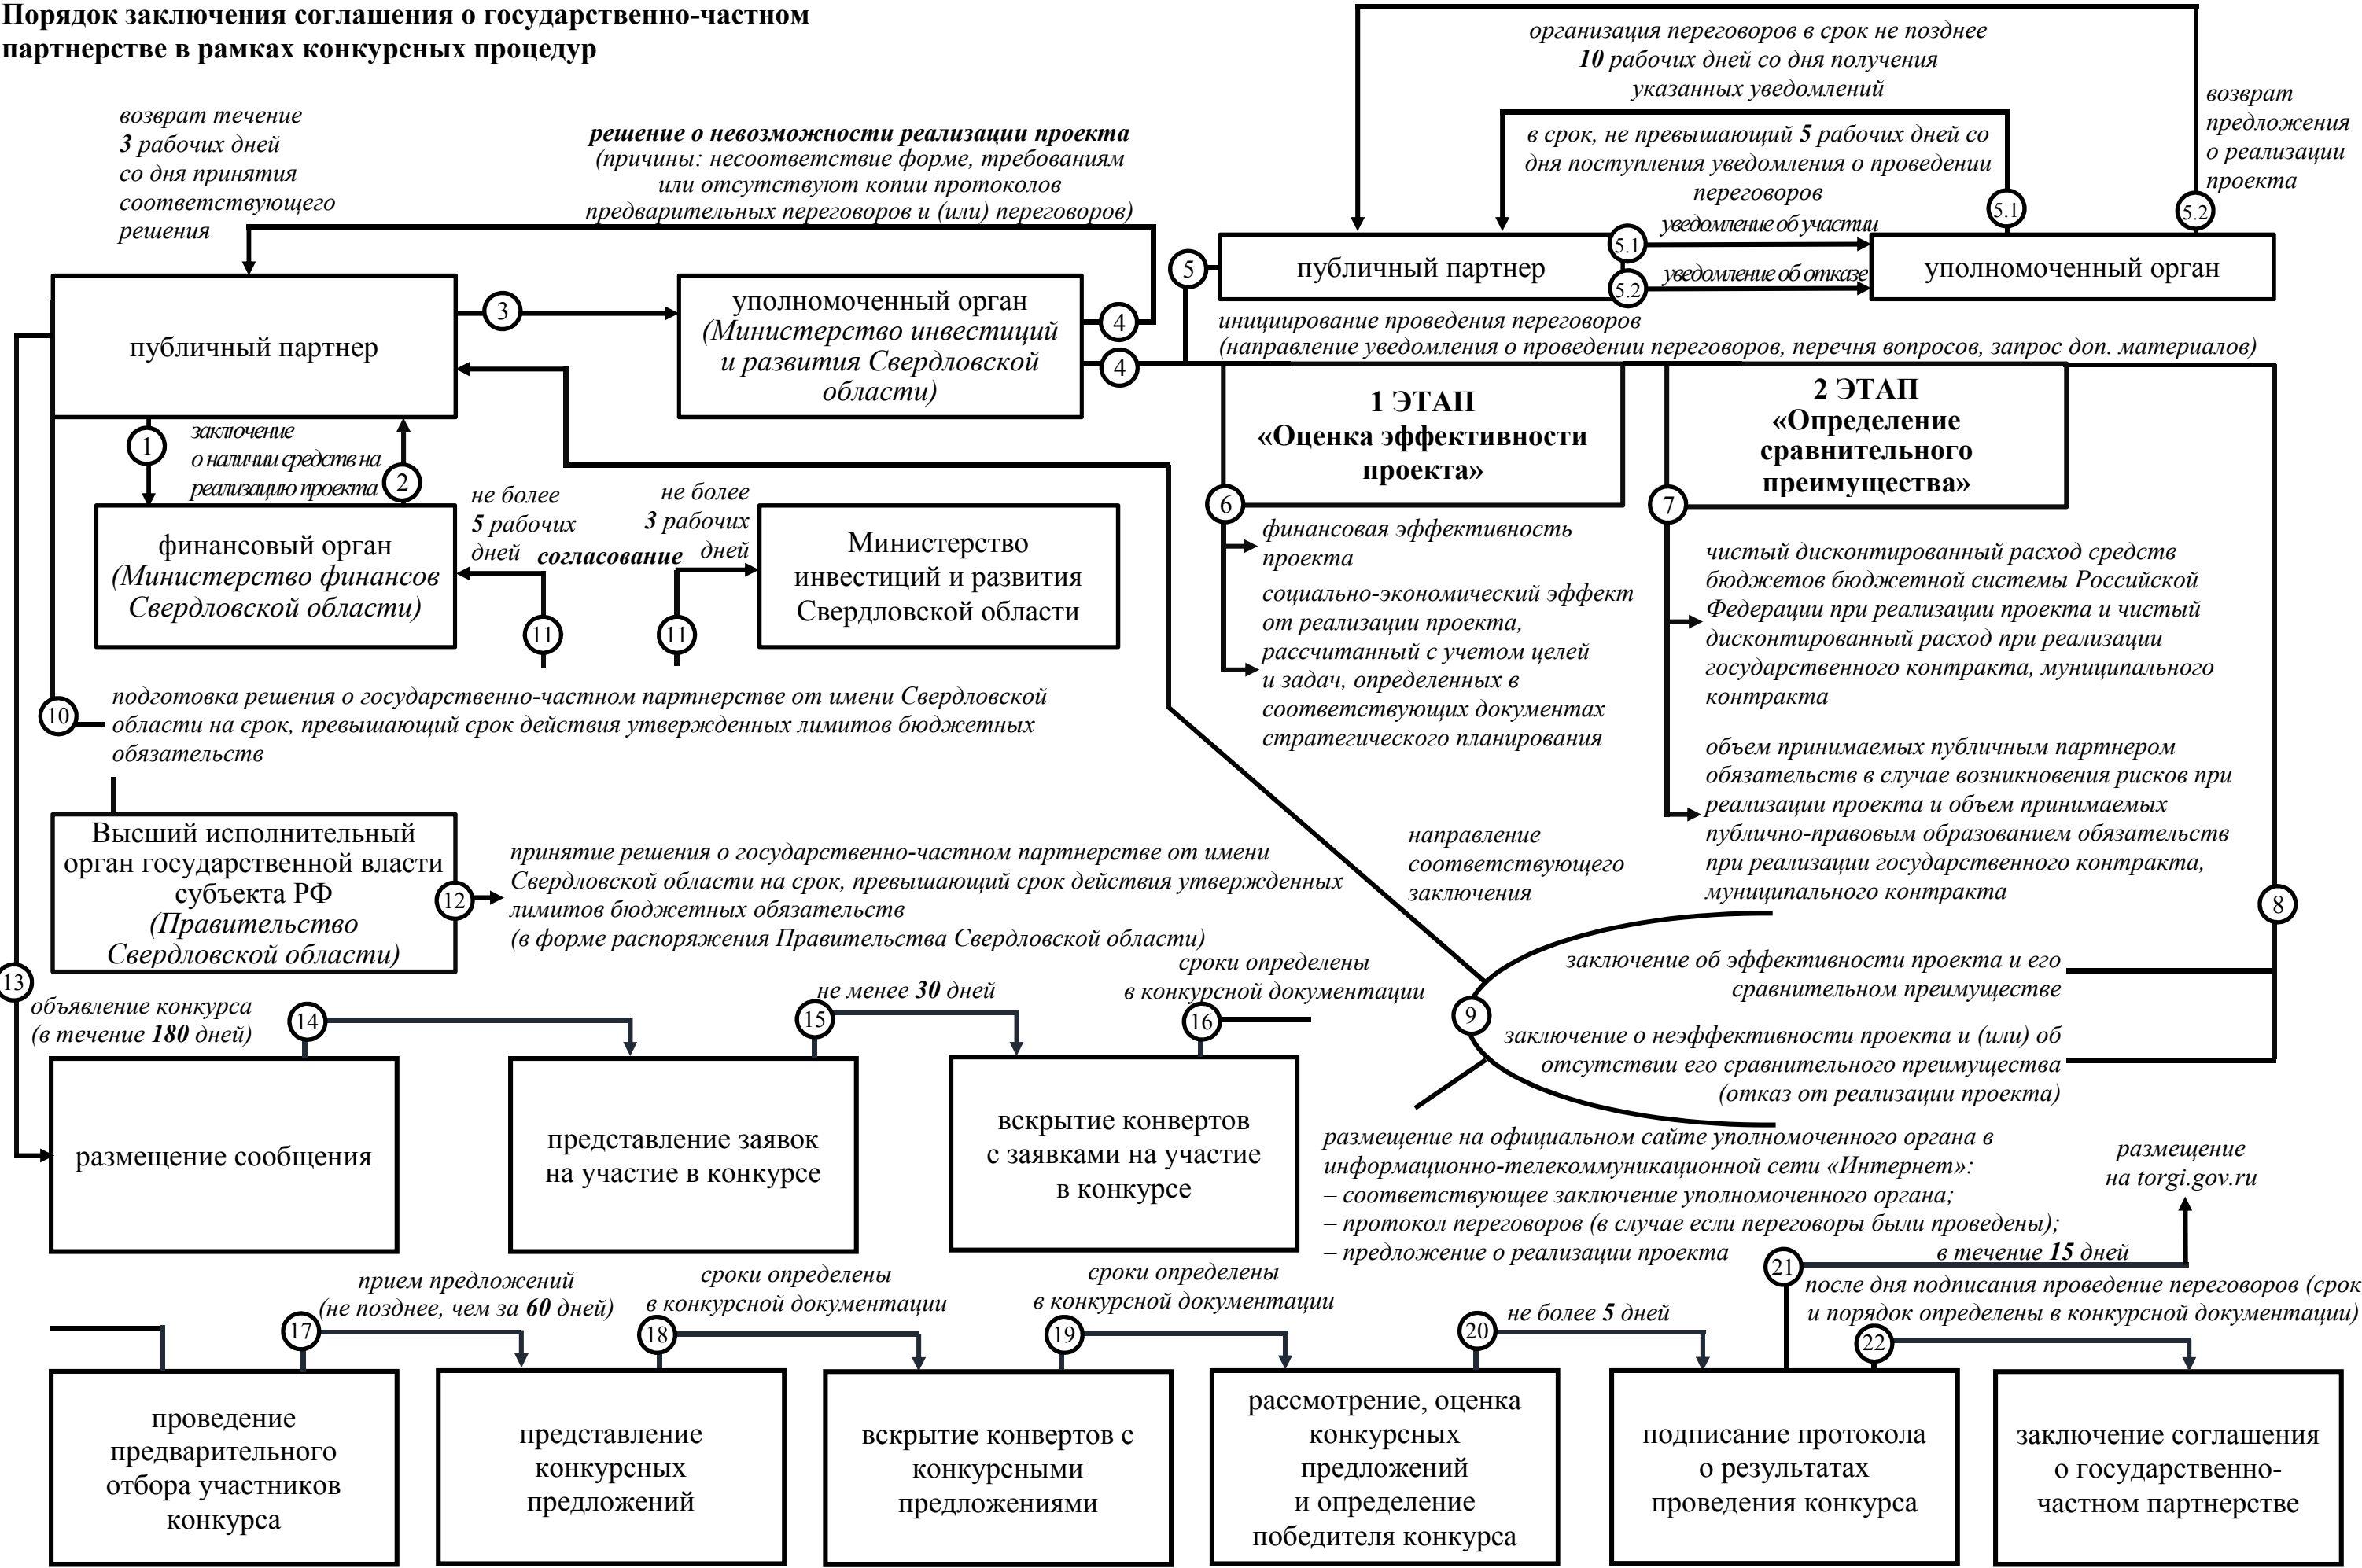 Порядок заключения соглашения о государственно-частном
партнерстве в рамках конкурсных процедур
организация переговоров в срок не позднее
10 рабочих дней со дня получения
указанных уведомлений
возврат
предложения
о реализации
проекта
возврат течение
3 рабочих дней
со дня принятия
соответствующего
решения
решение о невозможности реализации проекта
(причины: несоответствие форме, требованиям
или отсутствуют копии протоколов
предварительных переговоров и (или) переговоров)
в срок, не превышающий 5 рабочих дней со
дня поступления уведомления о проведении
переговоров
5.1
5.2
уведомление об участии
5.1
5
публичный партнер
уведомление об отказе
5.2
уполномоченный орган
публичный партнер
3
уполномоченный орган
(Министерство инвестиций
и развития Свердловской
области)
4
4
инициирование проведения переговоров
(направление уведомления о проведении переговоров, перечня вопросов, запрос доп. материалов)
1 ЭТАП
«Оценка эффективности
проекта»
2 ЭТАП
«Определение
сравнительного
преимущества»
1
заключение
о наличии средств на
реализацию проекта
2
не более
5 рабочих
дней
согласование
не более
3 рабочих
дней
6
7
финансовый орган
(Министерство финансов
Свердловской области)
Министерство
инвестиций и развития
Свердловской области
11
11
финансовая эффективность
проекта
социально-экономический эффект
от реализации проекта,
рассчитанный с учетом целей
и задач, определенных в
соответствующих документах
стратегического планирования
чистый дисконтированный расход средств
бюджетов бюджетной системы Российской
Федерации при реализации проекта и чистый
дисконтированный расход при реализации
государственного контракта, муниципального
контракта
объем принимаемых публичным партнером
обязательств в случае возникновения рисков при
реализации проекта и объем принимаемых
публично-правовым образованием обязательств
при реализации государственного контракта,
муниципального контракта
10
подготовка решения о государственно-частном партнерстве от имени Свердловской
области на срок, превышающий срок действия утвержденных лимитов бюджетных
обязательств
Высший исполнительный
орган государственной власти
субъекта РФ
(Правительство
Свердловской области)
12
принятие решения о государственно-частном партнерстве от имени
Свердловской области на срок, превышающий срок действия утвержденных
лимитов бюджетных обязательств
(в форме распоряжения Правительства Свердловской области)
направление
соответствующего
заключения
8
9
заключение об эффективности проекта и его
сравнительном преимуществе
заключение о неэффективности проекта и (или) об
отсутствии его сравнительного преимущества
(отказ от реализации проекта)
13
объявление конкурса
(в течение 180 дней)
14
15
не менее 30 дней
сроки определены
в конкурсной документации
16
размещение сообщения
представление заявок
на участие в конкурсе
вскрытие конвертов
с заявками на участие
в конкурсе
размещение на официальном сайте уполномоченного органа в
информационно-телекоммуникационной сети «Интернет»:
– соответствующее заключение уполномоченного органа;
– протокол переговоров (в случае если переговоры были проведены);
– предложение о реализации проекта
размещение
на torgi.gov.ru
21
в течение 15 дней
после дня подписания проведение переговоров (срок
и порядок определены в конкурсной документации)
прием предложений
(не позднее, чем за 60 дней)
17
сроки определены
в конкурсной документации
18
сроки определены
в конкурсной документации
19
20
не более 5 дней
22
проведение
предварительного
отбора участников
конкурса
представление
конкурсных
предложений
вскрытие конвертов с
конкурсными
предложениями
рассмотрение, оценка
конкурсных
предложений
и определение
победителя конкурса
подписание протокола
о результатах
проведения конкурса
заключение соглашения
о государственно-
частном партнерстве